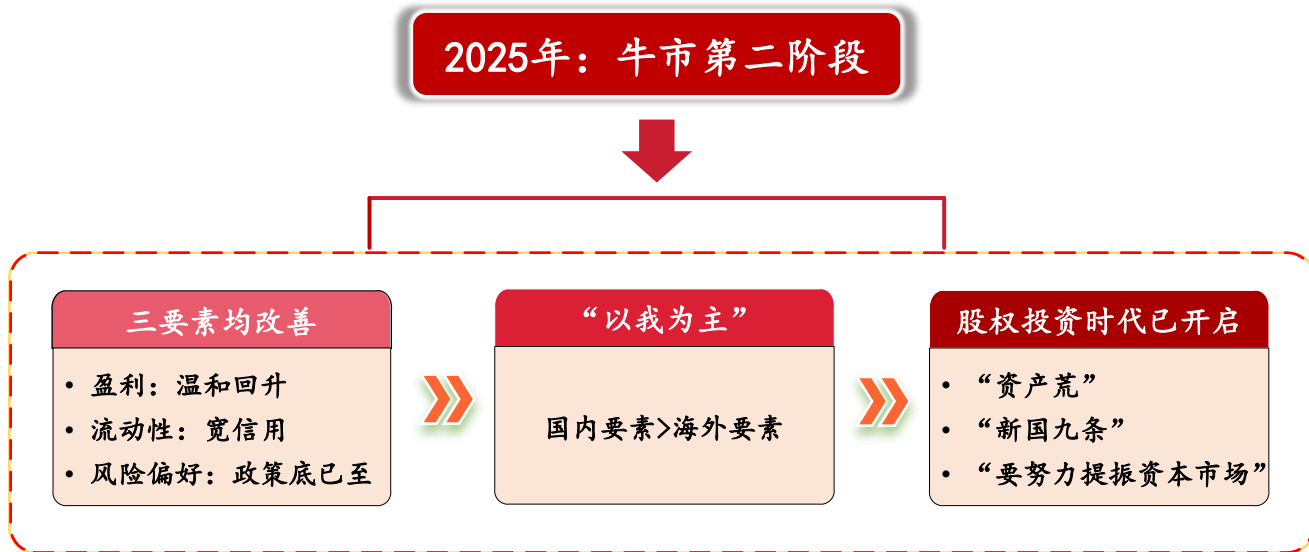 2025年：牛市第二阶段
三要素均改善
• 盈利：温和回升
• 流动性：宽信用
• 风险偏好：政策底已至
“以我为主”
国内要素>海外要素
股权投资时代已开启
• “资产荒”
• “新国九条”
• “要努力提振资本市场”